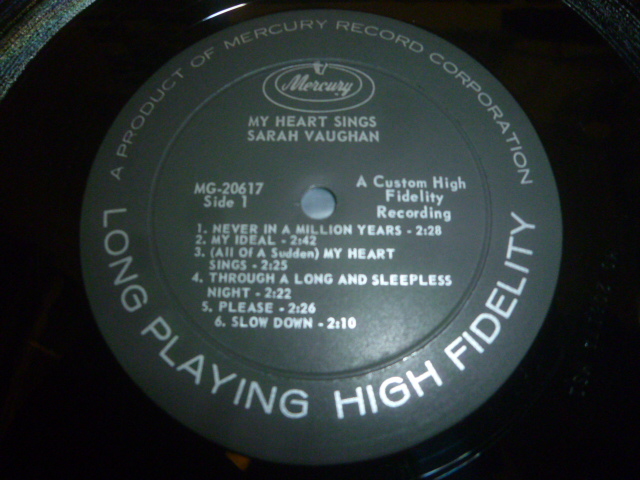 A PRODUCT OF MERCURY RECORD CORPORATION
Mercury
MY HEART SINGS
SARAH VAUGHAN
MG-20617
Side 1
A Custom High
Fidelity
Recording
1. NEVER IN A MILLION YEARS - 2:28
2. MY IDEAL - 2:42
3. (All Of A Sudden) MY HEART
SINGS - 2:25
4. THROUGH A LONG AND SLEEPLESS
NIGHT - 2:22
5. PLEASE - 2:26
6. SLOW DOWN - 2:10
LONG PLAYING HIGH FIDELITY